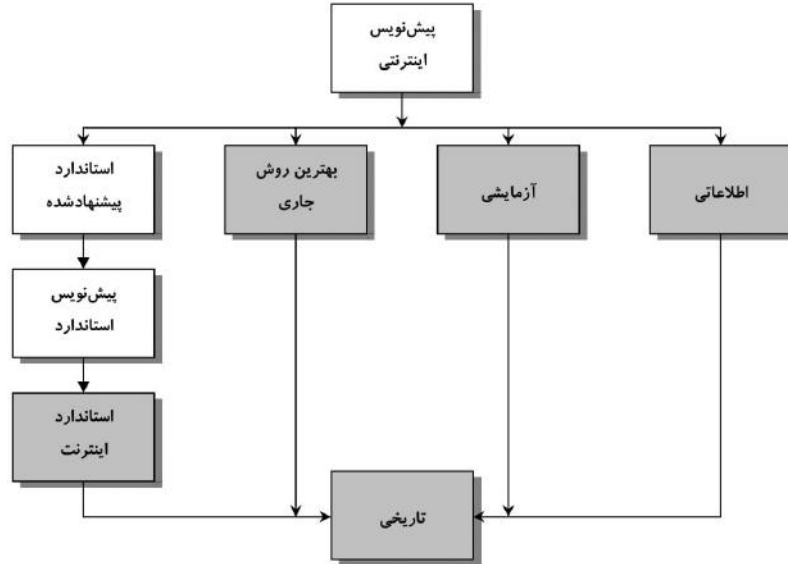 پیش‌نویس
اینترنتی
اطلاعاتی
آزمایشی
بهترین روش
جاری
استاندارد
پیشنهادشده
پیش‌نویس
استاندارد
استاندارد
اینترنت
تاریخی